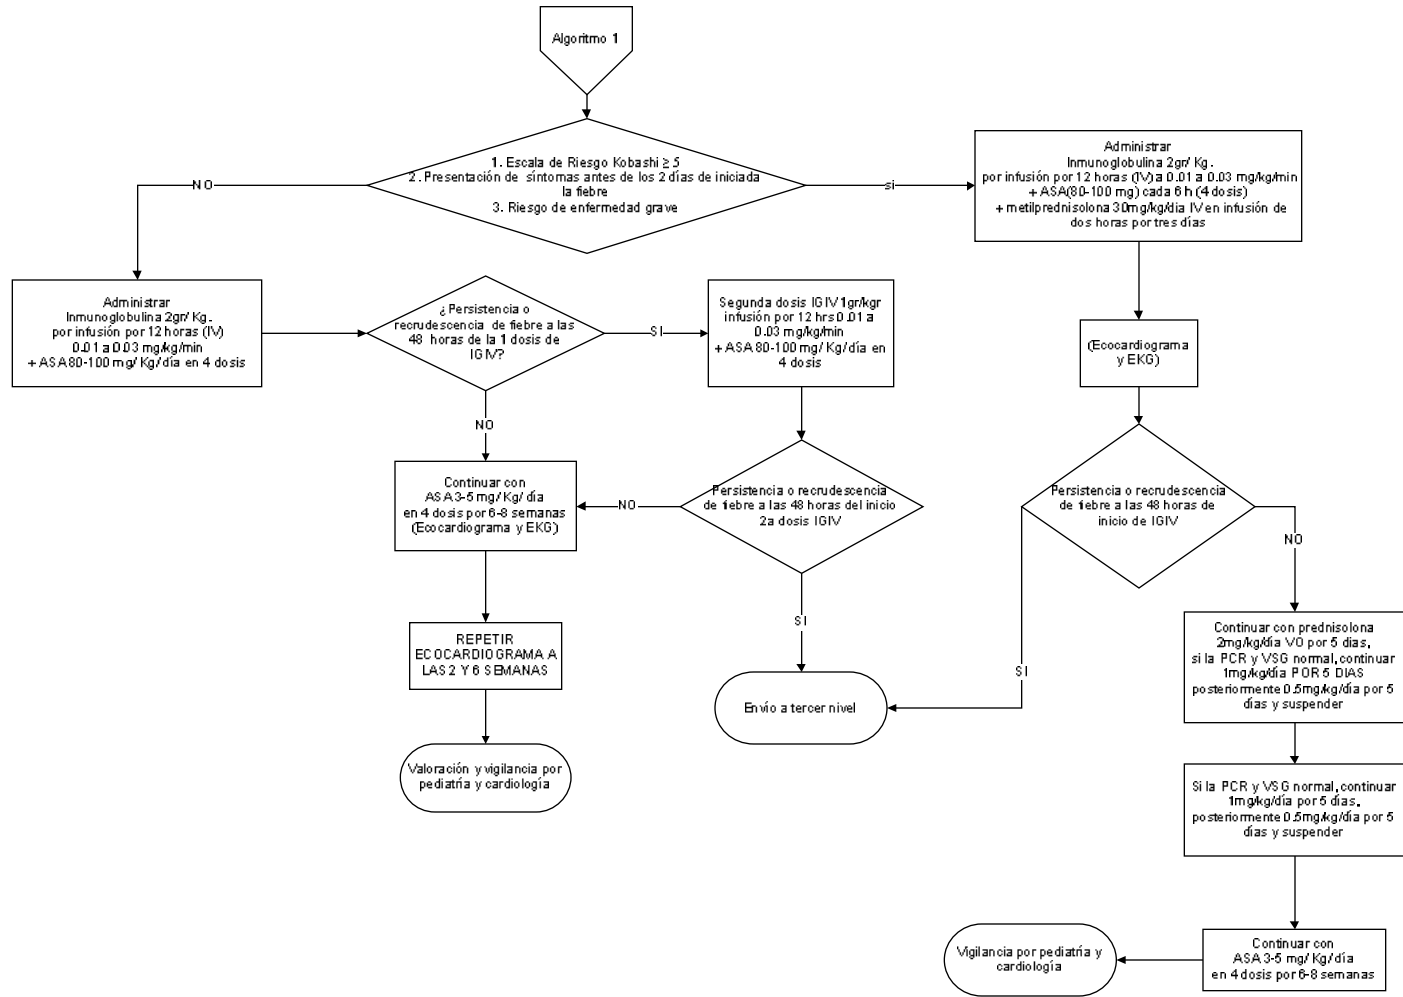 Algoritmo 1
1. Escala de Riesgo Kobashi ≥ 5
2. Presentación de síntomas antes de los 2 días de iniciada
la fiebre
3. Riesgo de enfermedad grave
NO
si
Administrar
Inmunoglobulina 2gr/ Kg.
por infusión por 12 horas (IV) a 0.01 a 0.03 mg/kg/min
+ ASA(80-100 mg) cada 6 h (4 dosis)
+ metilprednisolona 30mg/kg/dia IV en infusión de
dos horas por tres días
Administrar
Inmunoglobulina 2gr/ Kg.
por infusión por 12 horas (IV)
0.01 a 0.03 mg/kg/min
+ ASA 80-100 mg/ Kg/día en 4 dosis
¿Persistencia o
recrudescencia de fiebre a las
48 horas de la 1 dosis de
IGIV?
SI
Segunda dosis IGIV 1gr/kgr
infusión por 12 hrs 0.01 a
0.03 mg/kg/min
+ ASA 80-100 mg/ Kg/día en
4 dosis
(Ecocardiograma
y EKG)
NO
Continuar con
ASA 3-5 mg/ Kg/ día
en 4 dosis por 6-8 semanas
(Ecocardiograma y EKG)
NO
Persistencia o recrudescencia
de fiebre a las 48 horas del inicio
2a dosis IGIV
Persistencia o recrudescencia
de fiebre a las 48 horas de
inicio de IGIV
NO
SI
SI
REPETIR
ECOCARDIOGRAMA A
LAS 2 Y 6 SEMANAS
Envío a tercer nivel
Continuar con prednisolona
2mg/kg/día VO por 5 dias,
si la PCR y VSG normal, continuar
1mg/kg/día POR 5 DIAS
posteriormente 0.5mg/kg/día por 5
días y suspender
Valoración y vigilancia por
pediatría y cardiología
Si la PCR y VSG normal, continuar
1mg/kg/día por 5 días,
posteriormente 0.5mg/kg/día por 5
días y suspender
Vigilancia por pediatría y
cardiología
Continuar con
ASA 3-5 mg/ Kg/día
en 4 dosis por 6-8 semanas